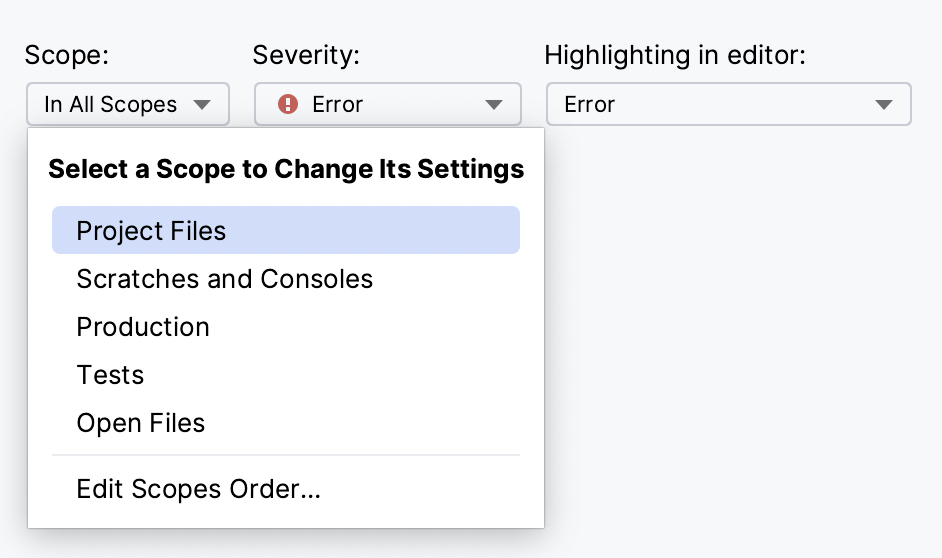 Scope: Severity: Highlighting in editor:
In All Scopes Error Error
Select a Scope to Change Its Settings
Project Files
Scratches and Consoles
Production
Tests
Open Files
Edit Scopes Order...